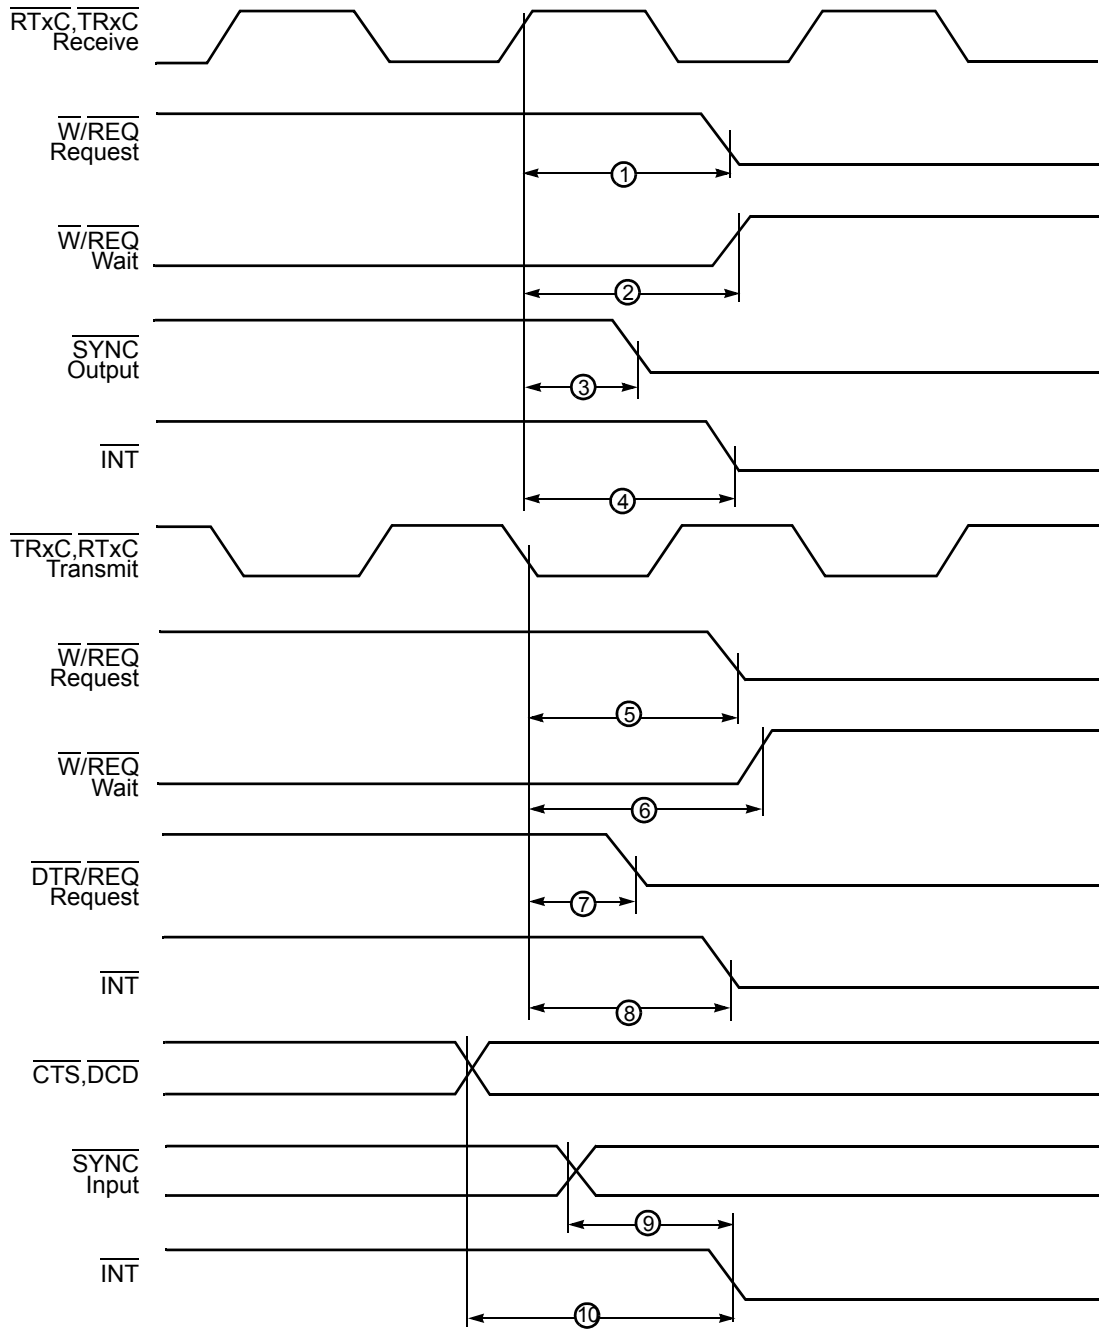 RTxC,TRxC
Receive
W/REQ
Request
1
W/REQ
Wait
2
SYNC
Output
3
INT
4
TRxC,RTxC
Transmit
W/REQ
Request
5
W/REQ
Wait
6
DTR/REQ
Request
7
INT
8
CTS,DCD
SYNC
Input
9
INT
10